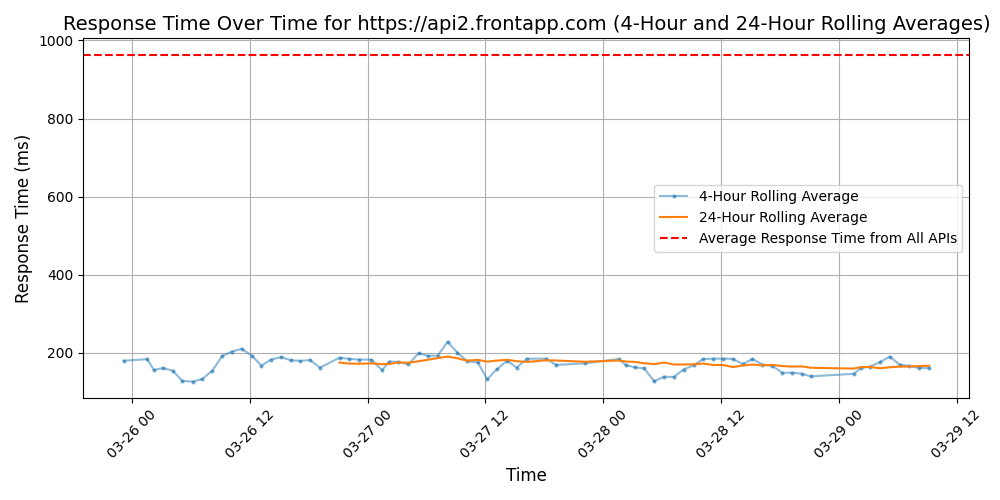 Response Time Over Time for https://api2.frontapp.com (4-Hour and 24-Hour Rolling Averages)
Response Time (ms)
1000
800
600
400
200
4-Hour Rolling Average
24-Hour Rolling Average
Average Response Time from All APIs
03-26 00
03-26 12
03-27 00
03-27 12
03-28 00
03-28 12
03-29 00
03-29 12
Time